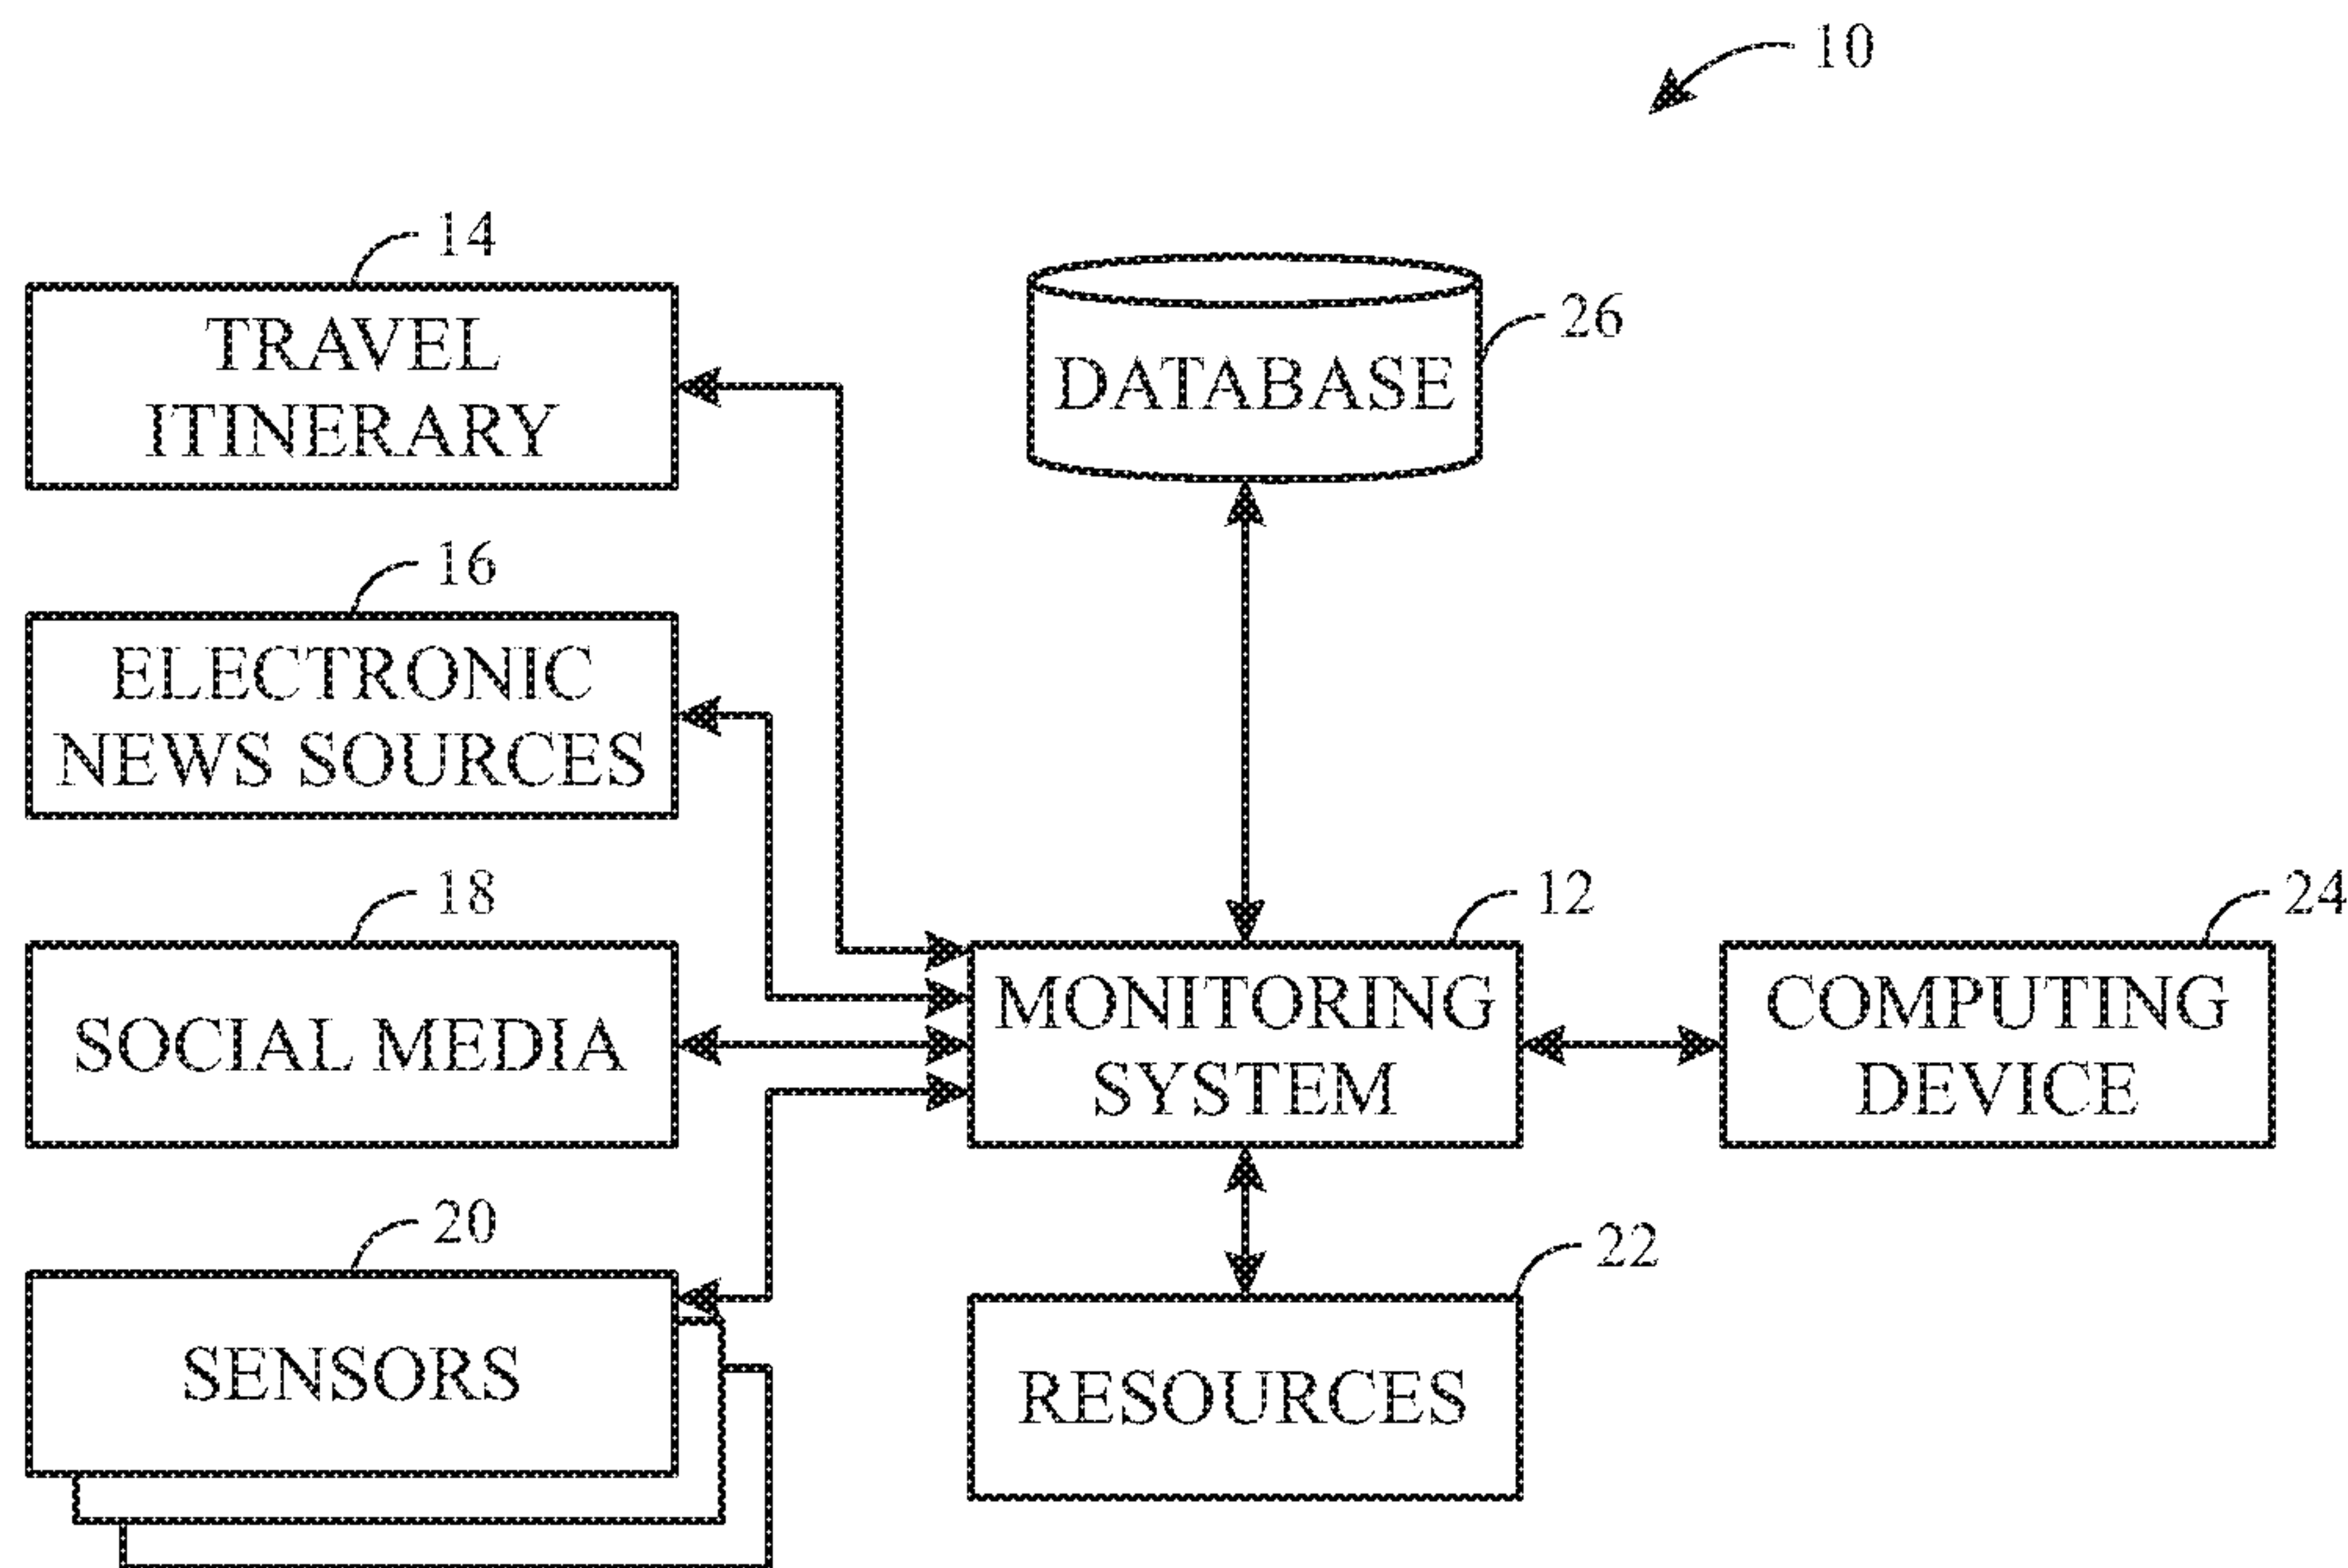 10
14
TRAVEL
ITINERARY
26
DATABASE
16
ELECTRONIC
NEWS SOURCES
18
SOCIAL MEDIA
12
MONITORING
SYSTEM
24
COMPUTING
DEVICE
20
SENSORS
22
RESOURCES